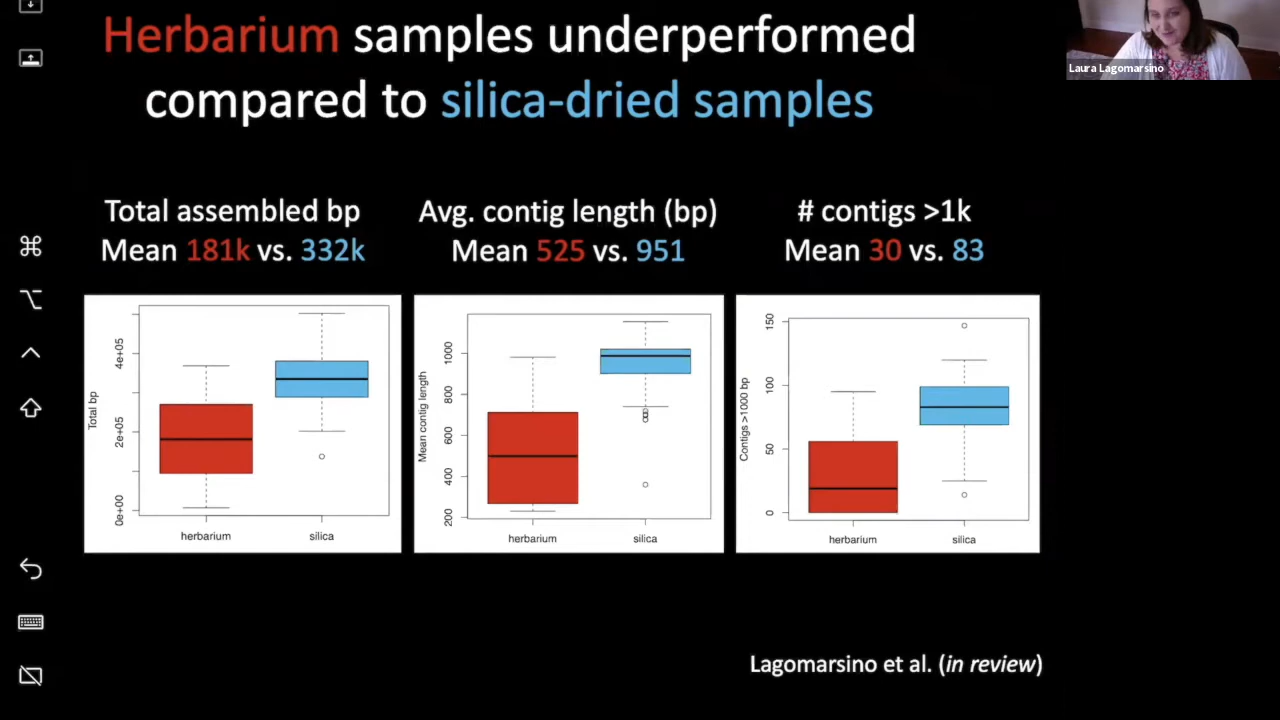 Herbarium samples underperformed
compared to silica-dried samples
Laura Lagomarsino
Total assembled bp
Mean 181k vs. 332k
Avg. contig length (bp)
Mean 525 vs. 951
# contigs >1k
Mean 30 vs. 83
Total bp
4e+05
2e+05
0e+00
herbarium
silica
Mean contig length
1000
800
600
400
200
herbarium
silica
Contigs >1000 bp
150
100
50
0
herbarium
silica
Lagomarsino et al. (in review)